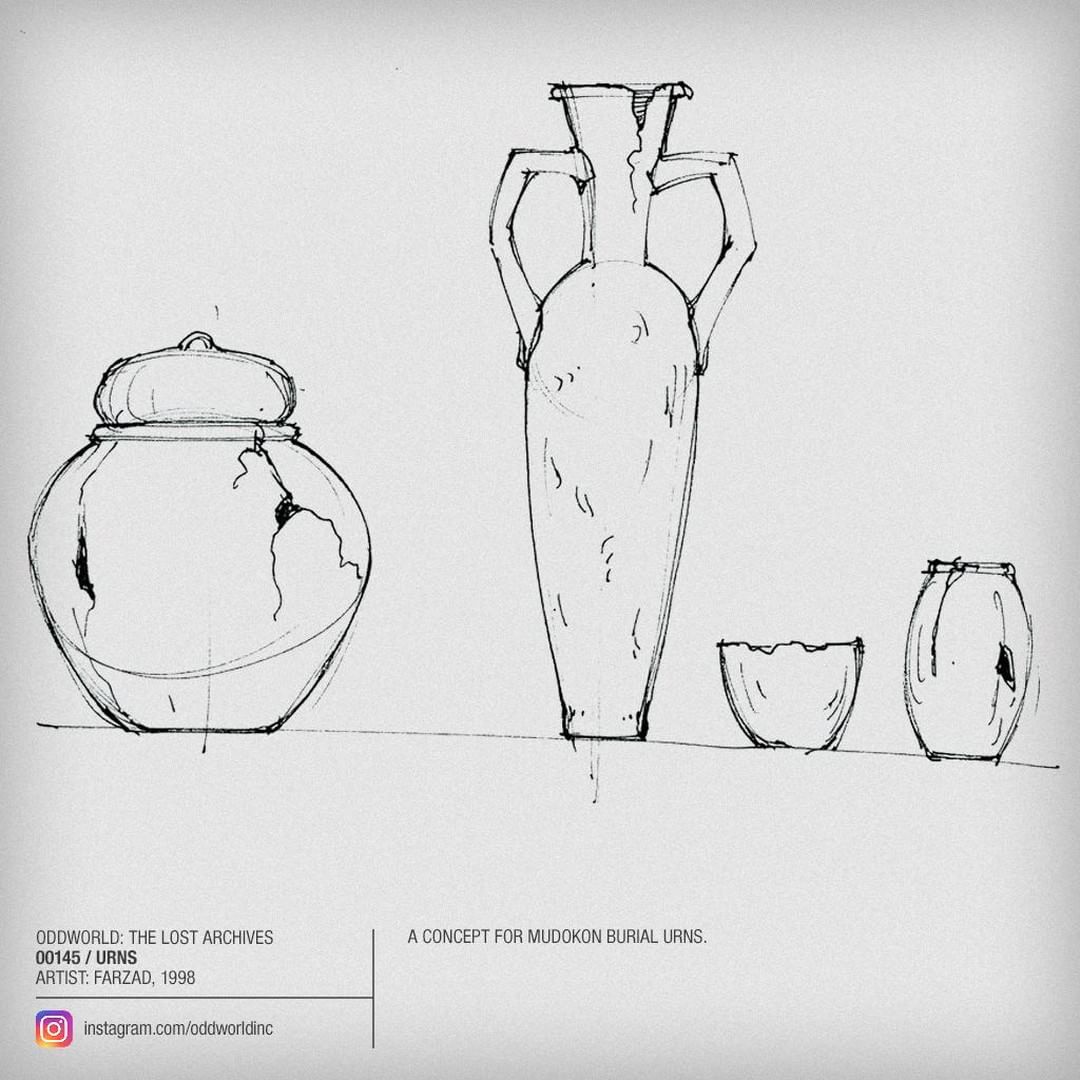 ODDWORLD: THE LOST ARCHIVES
00145 / URNS
ARTIST: FARZAD, 1998
instagram.com/oddworldinc
A CONCEPT FOR MUDOKON BURIAL URNS.